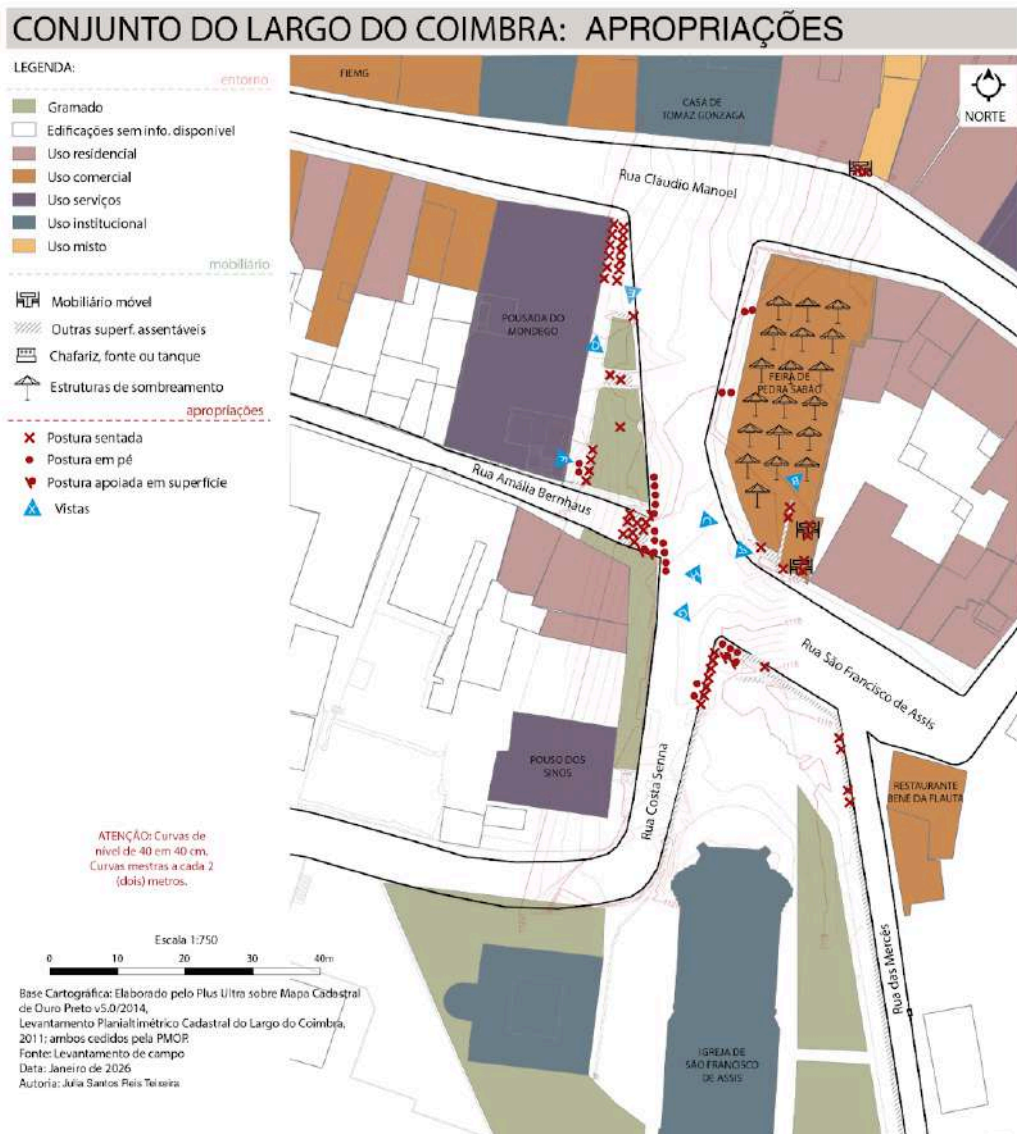 CONJUNTO DO LARGO DO COIMBRA: APROPRIAÇÕES
LEGENDA:
entorno
Gramado
Edificações sem info. disponível
Uso residencial
Uso comercial
Uso serviços
Uso institucional
Uso misto
mobiliário
Mobiliário móvel
Outras superf. assentáveis
Chafariz, fonte ou tanque
Estruturas de sombreamento
apropriações
Postura sentada
Postura em pé
Postura apoiada em superfície
X
Vistas
ATENÇÃO: Curvas de
nível de 40 em 40 cm.
Curvas mestras a cada 2
(dois) metros.
Escala 1:750
0 10 20 30 40m
Base Cartográfica: Elaborado pelo Plus Ultra sobre Mapa Cadastral
de Ouro Preto v5.0/2014,
Levantamento Planialtimétrico Cadastral do Largo do Coimbra,
2011; ambos cedidos pela PMOP.
Fonte: Levantamento de campo
Data: Janeiro de 2026
Autoria: Julia Santos Reis Teixeira
FIEMG
CASA DE
TOMAZ GONZAGA
NORTE
Rua Cláudio Manoel
POUSADA DO
MONDEGO
E
D
F
FEIRA DE
PEDRA SABÃO
B
Rua Amália Bernhaus
C
A
H
G
Rua São Francisco de Assis
POUSO DOS
SINOS
Rua Costa Senna
RESTAURANTE
BENÉ DA FLAUTA
Rua das Mercês
IGREJA DE
SÃO FRANCISCO
DE ASSIS